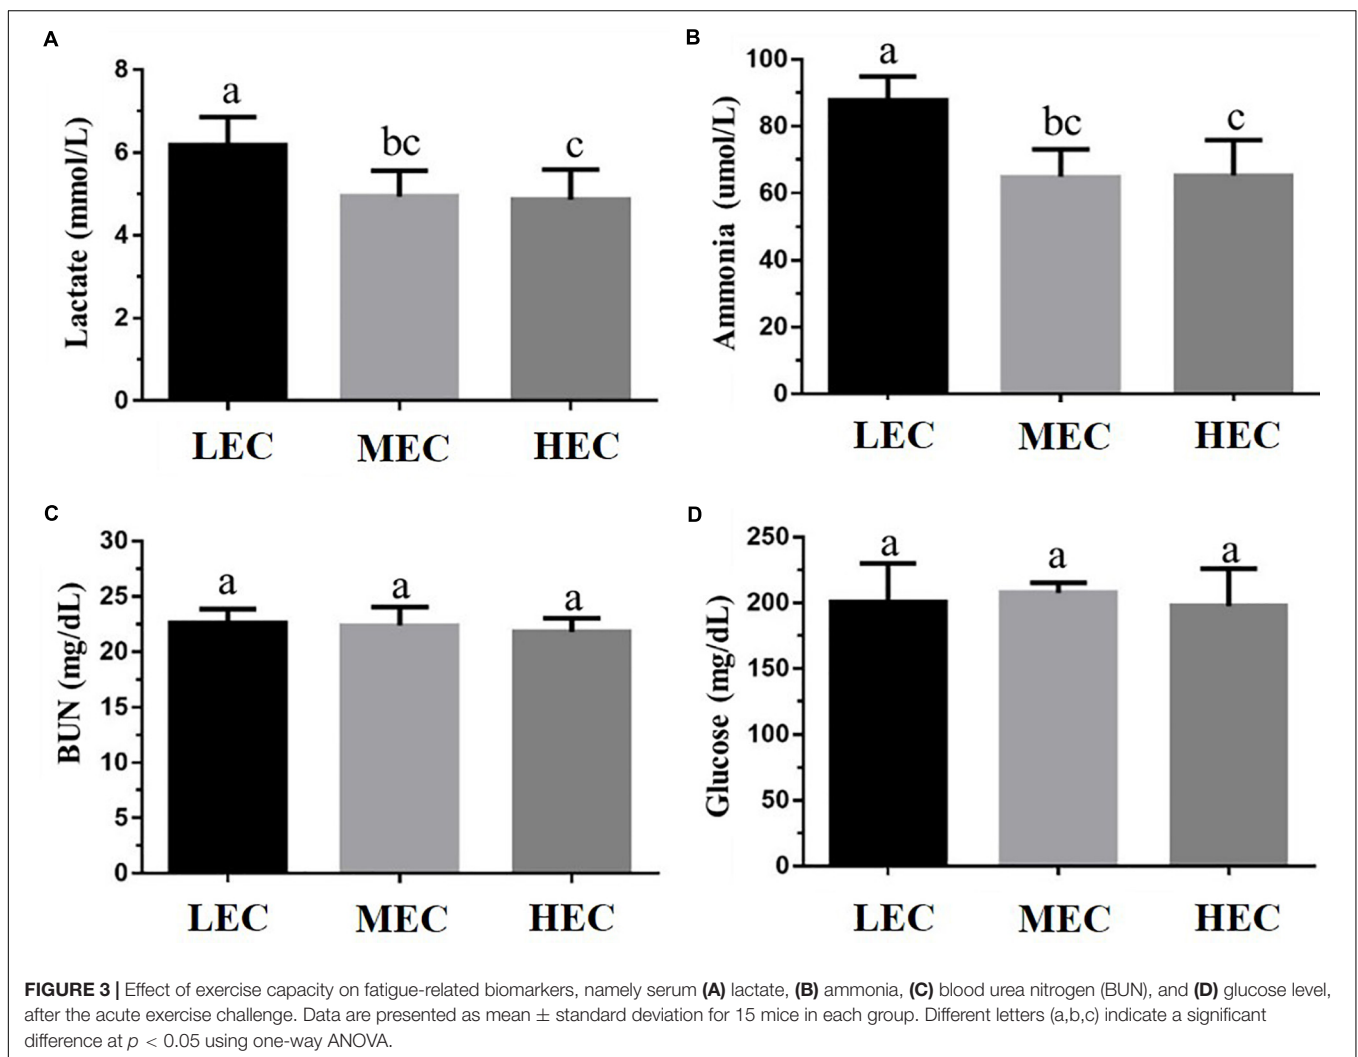 A
a
bc
c
8
6
4
2
0
Lactate (mmol/L)
LEC MEC HEC
B
a
bc
c
100
80
60
40
20
0
Ammonia (umol/L)
LEC MEC HEC
C
a a a
30
25
20
15
10
5
0
BUN (mg/dL)
LEC MEC HEC
D
a a a
250
200
150
100
50
0
Glucose (mg/dL)
LEC MEC HEC
FIGURE 3 | Effect of exercise capacity on fatigue-related biomarkers, namely serum (A) lactate, (B) ammonia, (C) blood urea nitrogen (BUN), and (D) glucose level,
after the acute exercise challenge. Data are presented as mean ± standard deviation for 15 mice in each group. Different letters (a,b,c) indicate a significant
difference at p < 0.05 using one-way ANOVA.